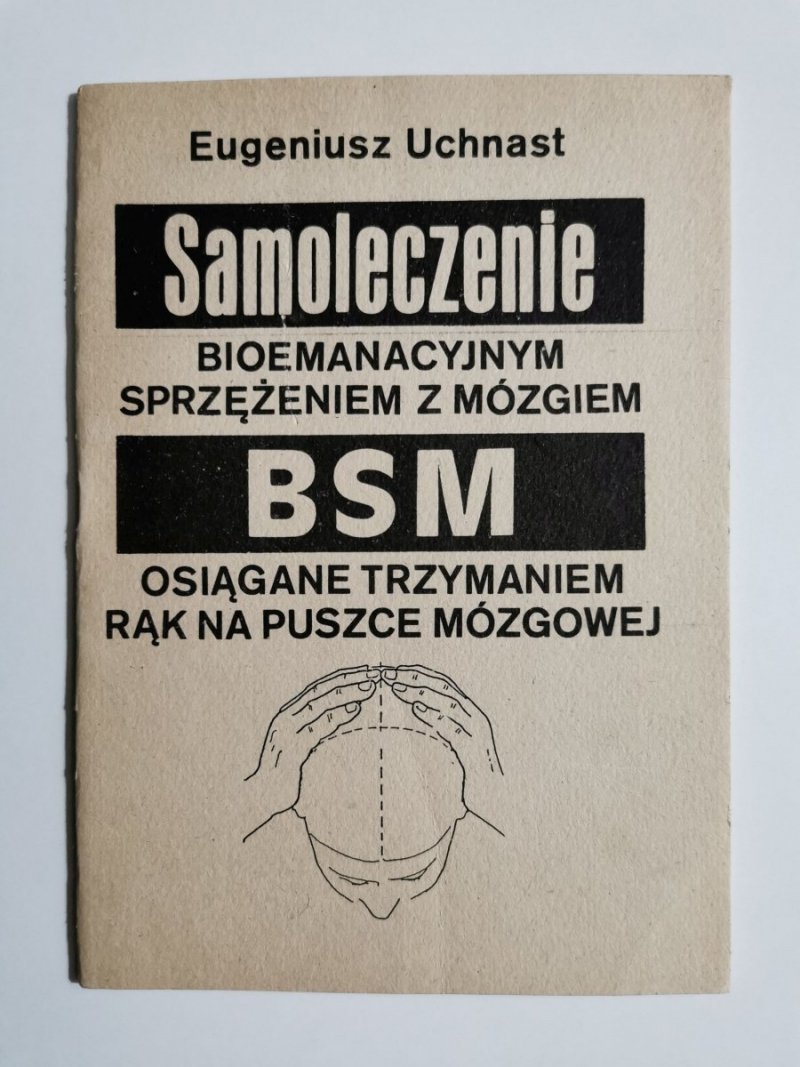 Eugeniusz Uchnast
Samoleczenie
BIOEMANACYJNYM
SPRZĘŻENIEM Z MÓZGIEM
BSM
OSIĄGANE TRZYMANIEM
RĄK NA PUSZCE MÓZGOWEJ